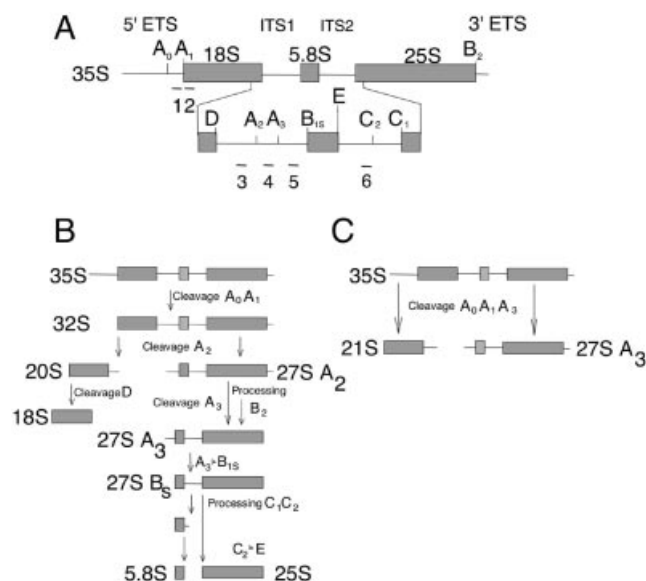 A
5' ETS ITS1 ITS2 3' ETS
A₀ A₁ 18S 5.8S 25S B₂
35S
1 2
D A₂ A₃ B₁S E C₂ C₁
3 4 5 6
B
35S
Cleavage A₀ A₁
32S
Cleavage A₂
20S 27S A₂
Cleavage D
Cleavage A₃
Processing
B₂
18S
27S A₃
A₃➤B₁S
27S BS
Processing C₁C₂
C₂➤E
5.8S 25S
C
35S
Cleavage A₀ A₁ A₃
21S 27S A₃